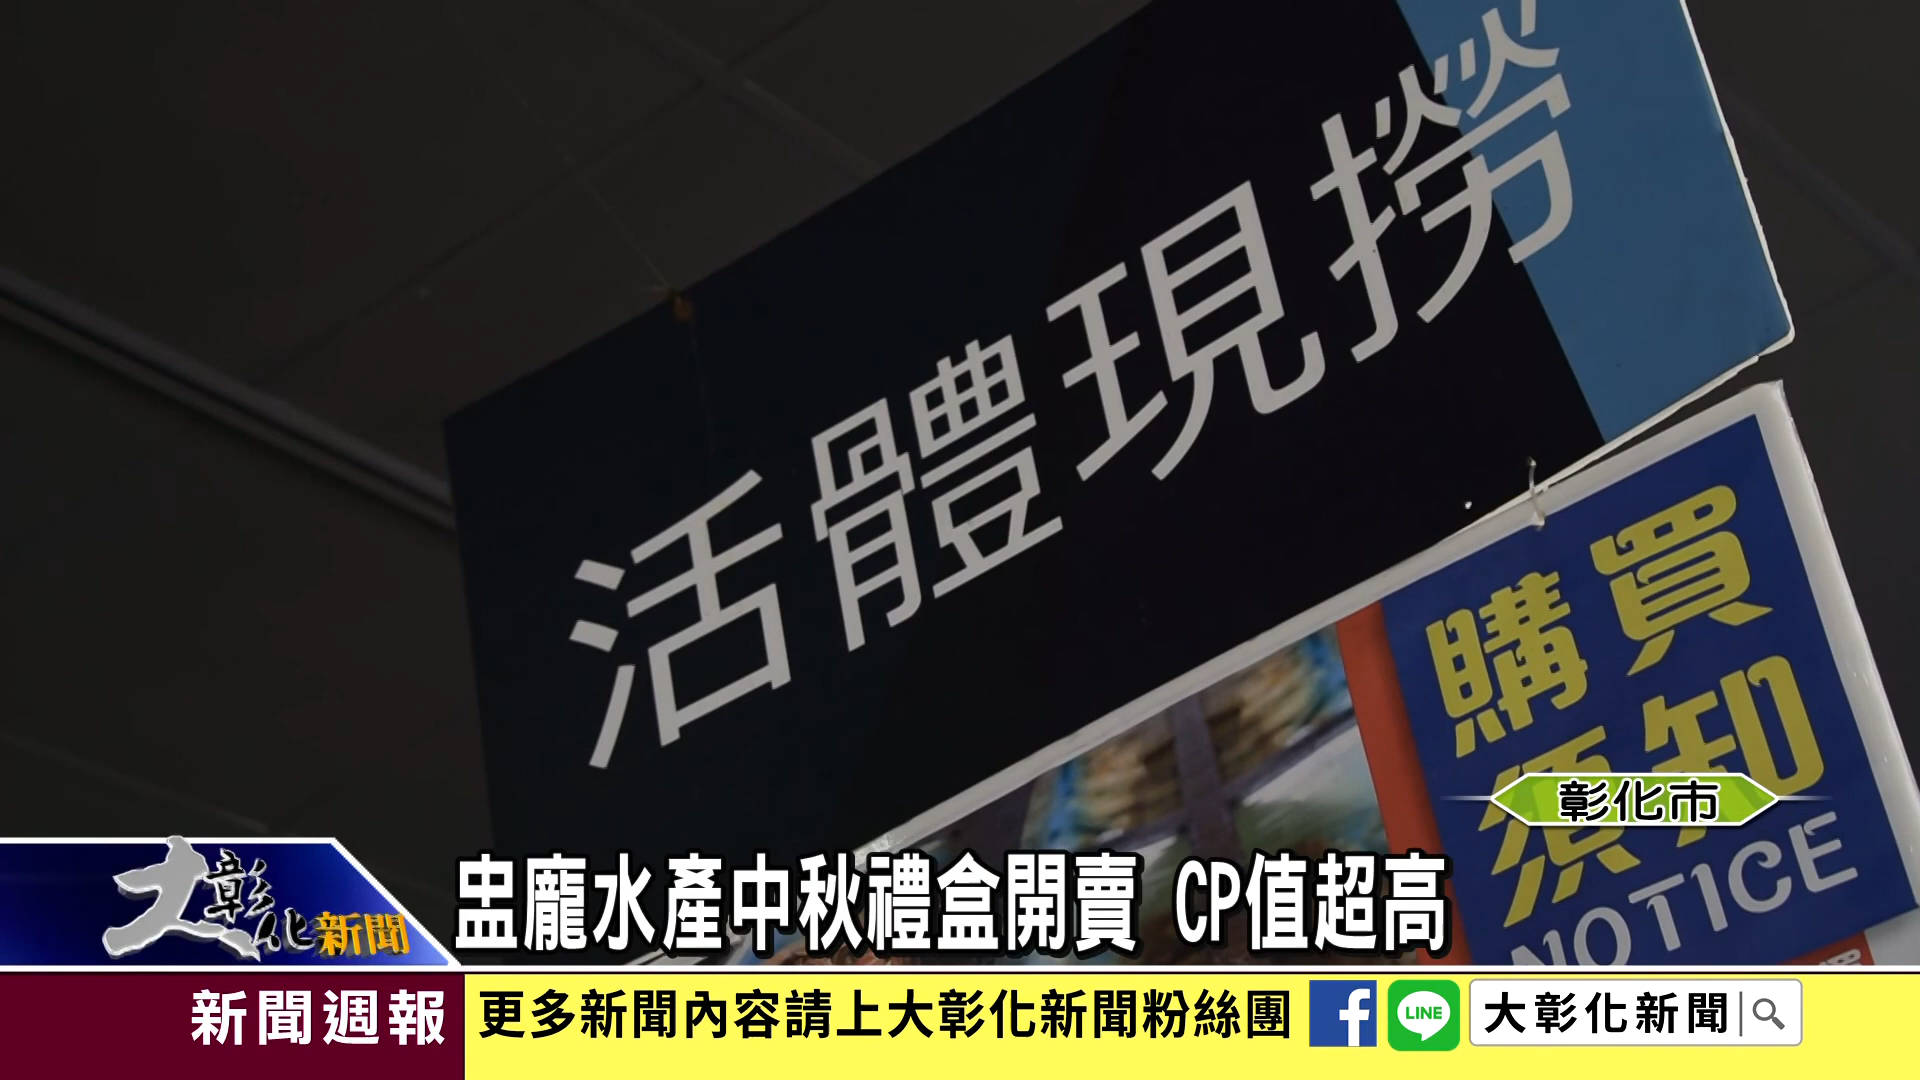 活體現撈
購買
須知
NOTICE
彰化市
大彰化新聞
盅龐水產中秋禮盒開賣 CP值超高
新聞週報
更多新聞內容請上大彰化新聞粉絲團
f
LINE
大彰化新聞